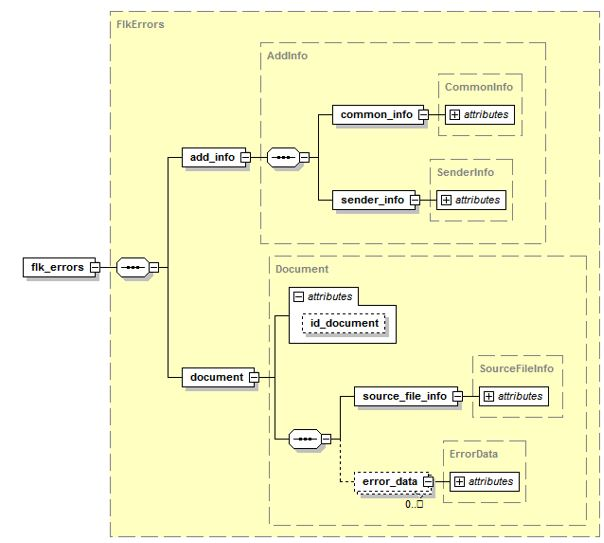 FlkErrors
AddInfo
CommonInfo
common_info
attributes
add_info
SenderInfo
sender_info
attributes
flk_errors
Document
attributes
id_document
document
SourceFileInfo
source_file_info
attributes
ErrorData
error_data
attributes
0..□